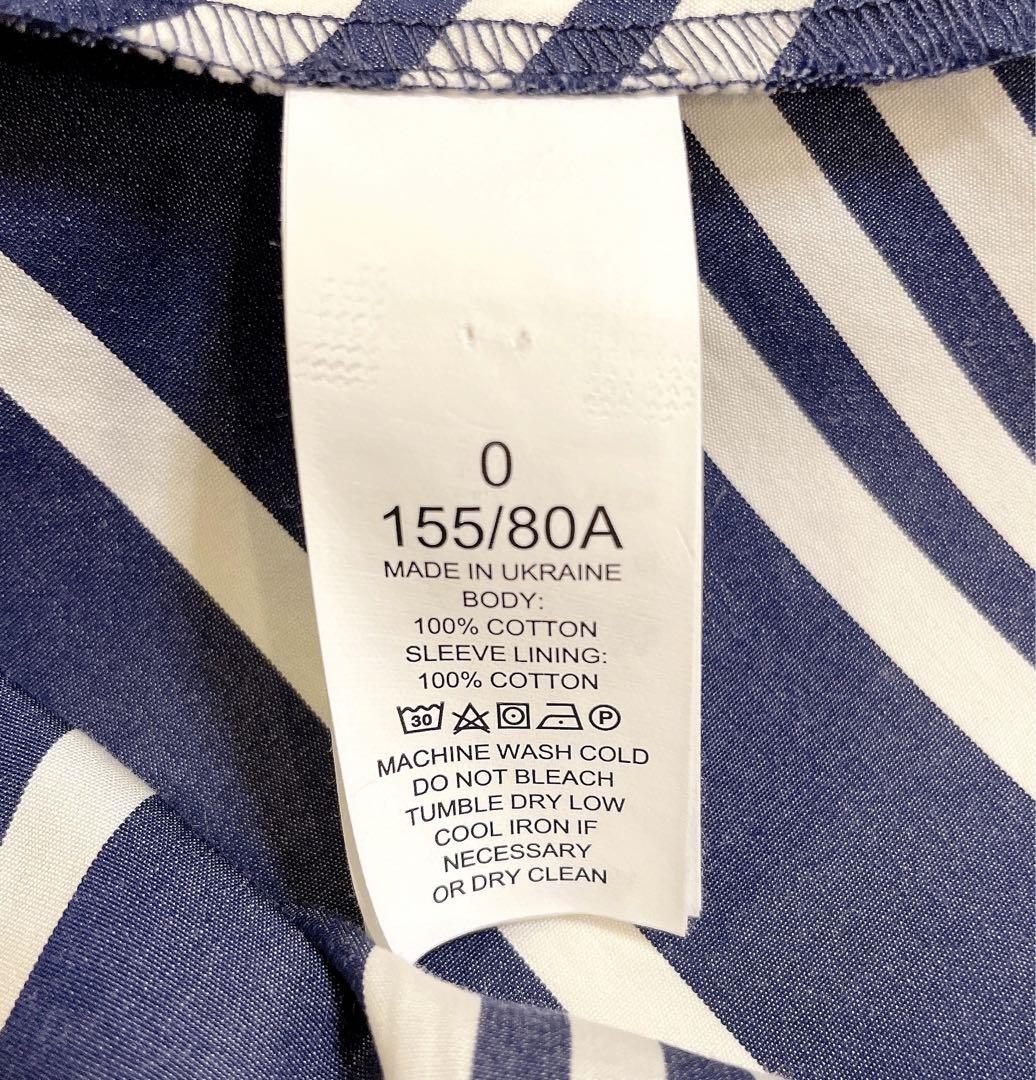 0
155/80A
MADE IN UKRAINE
BODY:
100% COTTON
SLEEVE LINING:
100% COTTON
30 P
MACHINE WASH COLD
DO NOT BLEACH
TUMBLE DRY LOW
COOL IRON IF
NECESSARY
OR DRY CLEAN